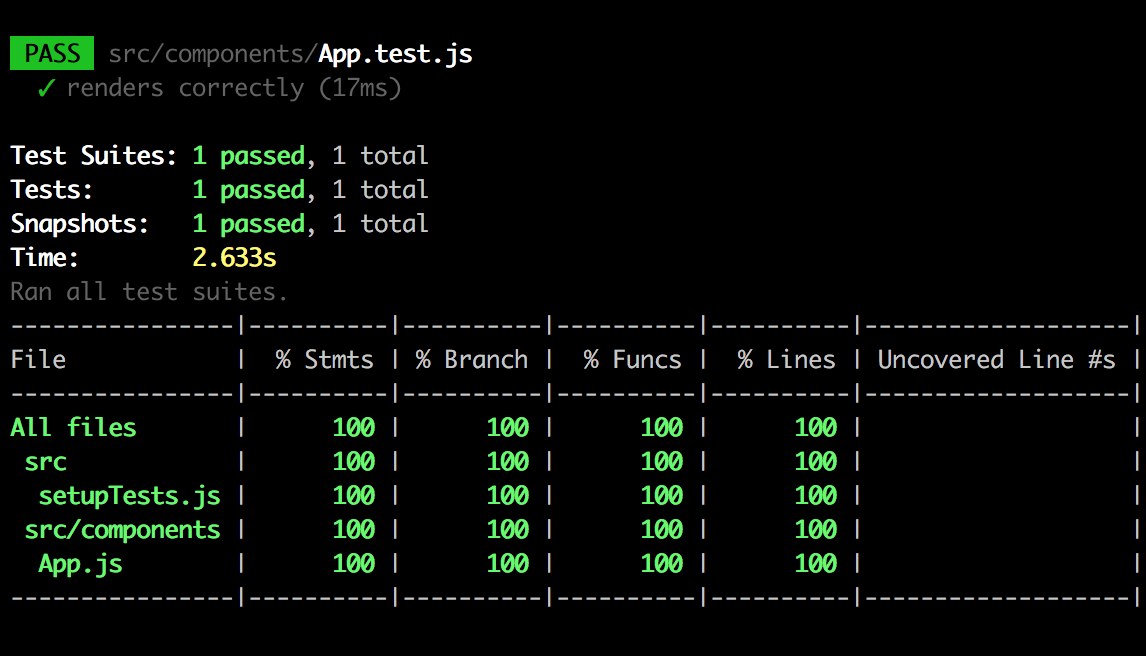 PASS src/components/App.test.js
✓ renders correctly (17ms)
Test Suites: 1 passed, 1 total
Tests:       1 passed, 1 total
Snapshots:   1 passed, 1 total
Time:        2.633s
Ran all test suites.
----------------|----------|----------|----------|----------|-------------------|
File            |  % Stmts | % Branch |  % Funcs |  % Lines | Uncovered Line #s |
----------------|----------|----------|----------|----------|-------------------|
All files       |      100 |      100 |      100 |      100 |                   |
 src            |      100 |      100 |      100 |      100 |                   |
  setupTests.js |      100 |      100 |      100 |      100 |                   |
 src/components |      100 |      100 |      100 |      100 |                   |
  App.js        |      100 |      100 |      100 |      100 |                   |
----------------|----------|----------|----------|----------|-------------------|